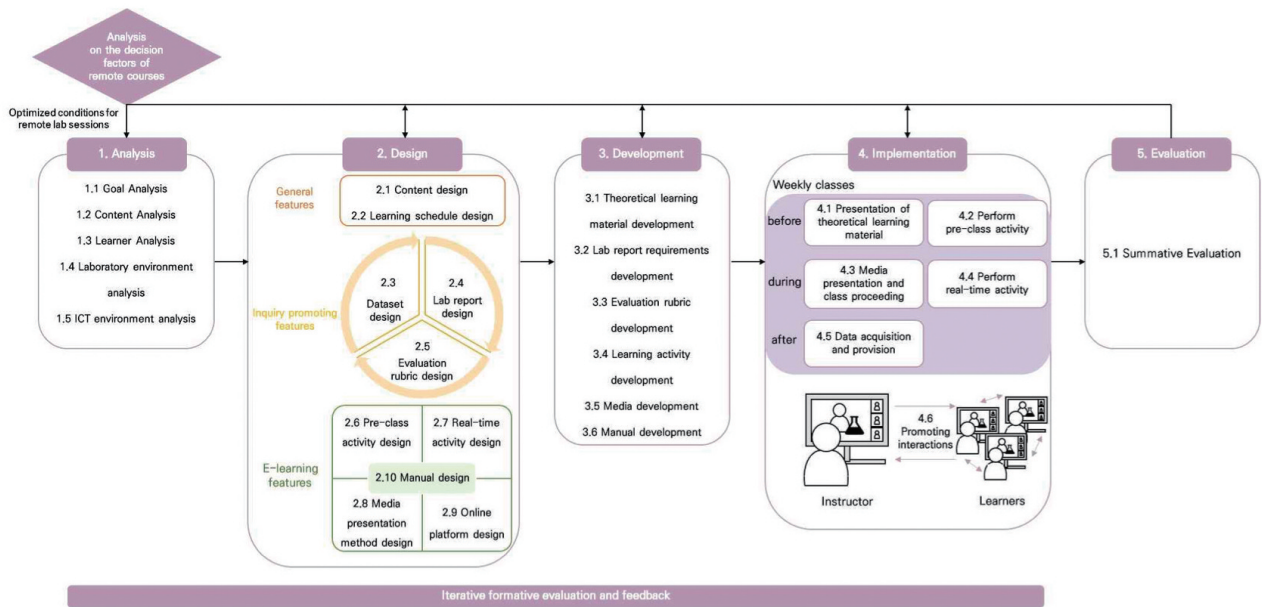 Analysis
on the decision
factors of
remote courses
Optimized conditions for
remote lab sessions
1. Analysis
1.1 Goal Analysis
1.2 Content Analysis
1.3 Learner Analysis
1.4 Laboratory environment
analysis
1.5 ICT environment analysis
2. Design
General
features
2.1 Content design
2.2 Learning schedule design
Inquiry promoting
features
2.3
Dataset
design
2.4
Lab report
design
2.5
Evaluation
rubric design
E-learning
features
2.6 Pre-class
activity design
2.7 Real-time
activity design
2.10 Manual design
2.8 Media
presentation
method design
2.9 Online
platform design
3. Development
3.1 Theoretical learning
material development
3.2 Lab report requirements
development
3.3 Evaluation rubric
development
3.4 Learning activity
development
3.5 Media development
3.6 Manual development
4. Implementation
Weekly classes
before
4.1 Presentation of
theoretical learning
material
4.2 Perform
pre-class activity
during
4.3 Media
presentation and
class proceeding
4.4 Perform
real-time activity
after
4.5 Data acquisition
and provision
4.6
Promoting
interactions
Instructor
Learners
5. Evaluation
5.1 Summative Evaluation
Iterative formative evaluation and feedback